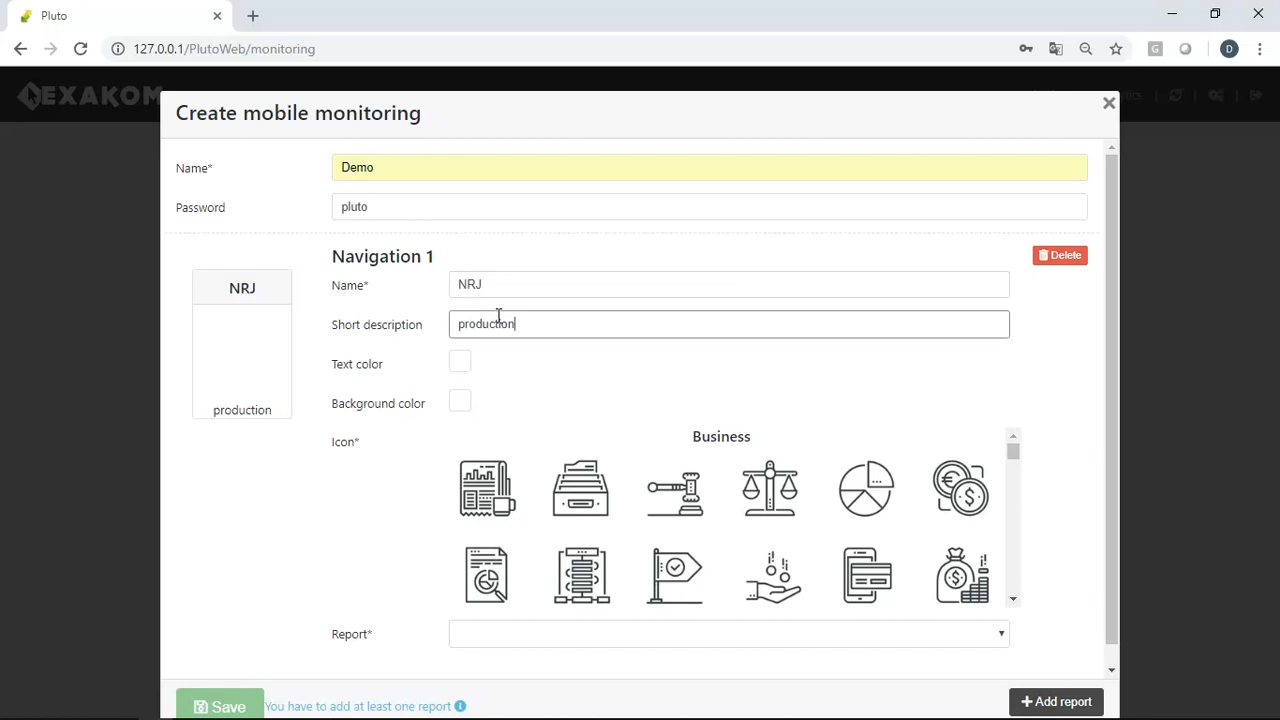 Pluto
127.0.0.1/PlutoWeb/monitoring
G
D
EXAKOM
Create mobile monitoring
Name* Demo
Password pluto
Navigation 1
Delete
NRJ
production
Name* NRJ
Short description production
Text color
Background color
Icon*
Business
Report*
Save
You have to add at least one report
Add report